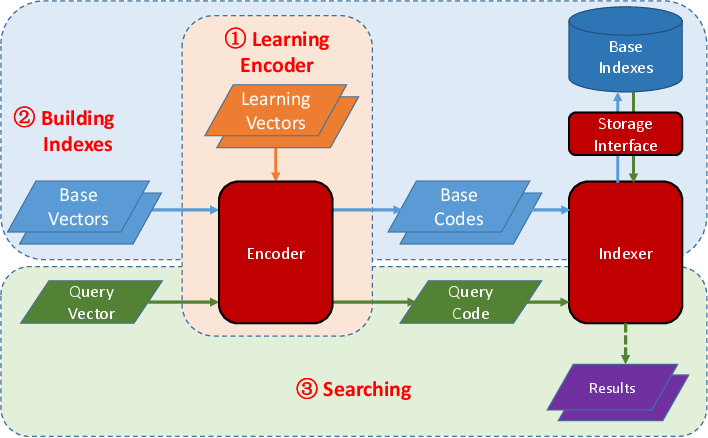 ① Learning
Encoder
Base
Indexes
Learning
Vectors
② Building
Indexes
Storage
Interface
Base
Vectors
Base
Codes
Encoder
Indexer
Query
Vector
Query
Code
③ Searching
Results